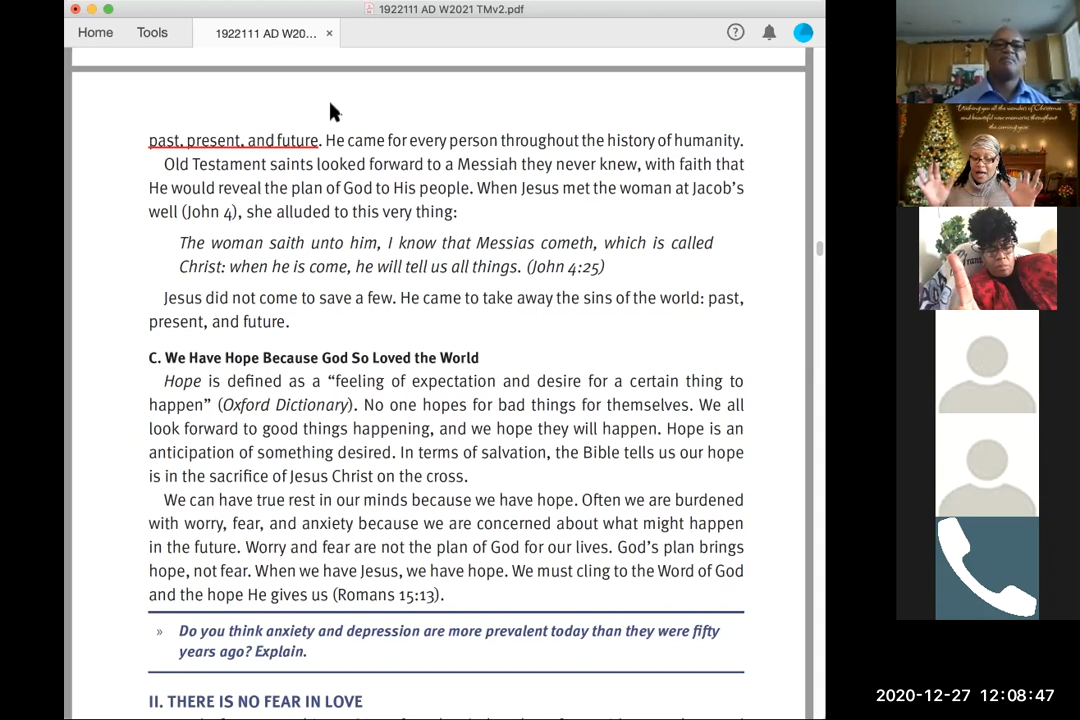 1922111 AD W2021 TMv2.pdf
Home Tools 1922111 AD W20... ×
past, present, and future. He came for every person throughout the history of humanity.
Old Testament saints looked forward to a Messiah they never knew, with faith that
He would reveal the plan of God to His people. When Jesus met the woman at Jacob’s
well (John 4), she alluded to this very thing:
The woman saith unto him, I know that Messias cometh, which is called
Christ: when he is come, he will tell us all things. (John 4:25)
Jesus did not come to save a few. He came to take away the sins of the world: past,
present, and future.
C. We Have Hope Because God So Loved the World
Hope is defined as a “feeling of expectation and desire for a certain thing to
happen” (Oxford Dictionary). No one hopes for bad things for themselves. We all
look forward to good things happening, and we hope they will happen. Hope is an
anticipation of something desired. In terms of salvation, the Bible tells us our hope
is in the sacrifice of Jesus Christ on the cross.
We can have true rest in our minds because we have hope. Often we are burdened
with worry, fear, and anxiety because we are concerned about what might happen
in the future. Worry and fear are not the plan of God for our lives. God’s plan brings
hope, not fear. When we have Jesus, we have hope. We must cling to the Word of God
and the hope He gives us (Romans 15:13).
» Do you think anxiety and depression are more prevalent today than they were fifty
years ago? Explain.
II. THERE IS NO FEAR IN LOVE
Wishing you all the wonders of Christmas
and beautiful new memories throughout
the coming year.
2020-12-27 12:08:47